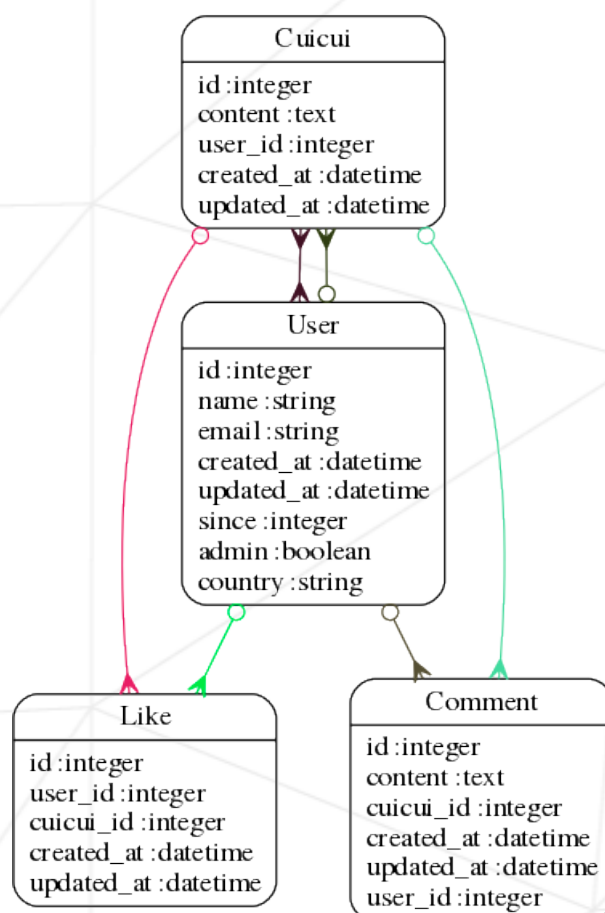 Cuicui
id :integer
content :text
user_id :integer
created_at :datetime
updated_at :datetime
User
id :integer
name :string
email :string
created_at :datetime
updated_at :datetime
since :integer
admin :boolean
country :string
Like
id :integer
user_id :integer
cuicui_id :integer
created_at :datetime
updated_at :datetime
Comment
id :integer
content :text
cuicui_id :integer
created_at :datetime
updated_at :datetime
user_id :integer